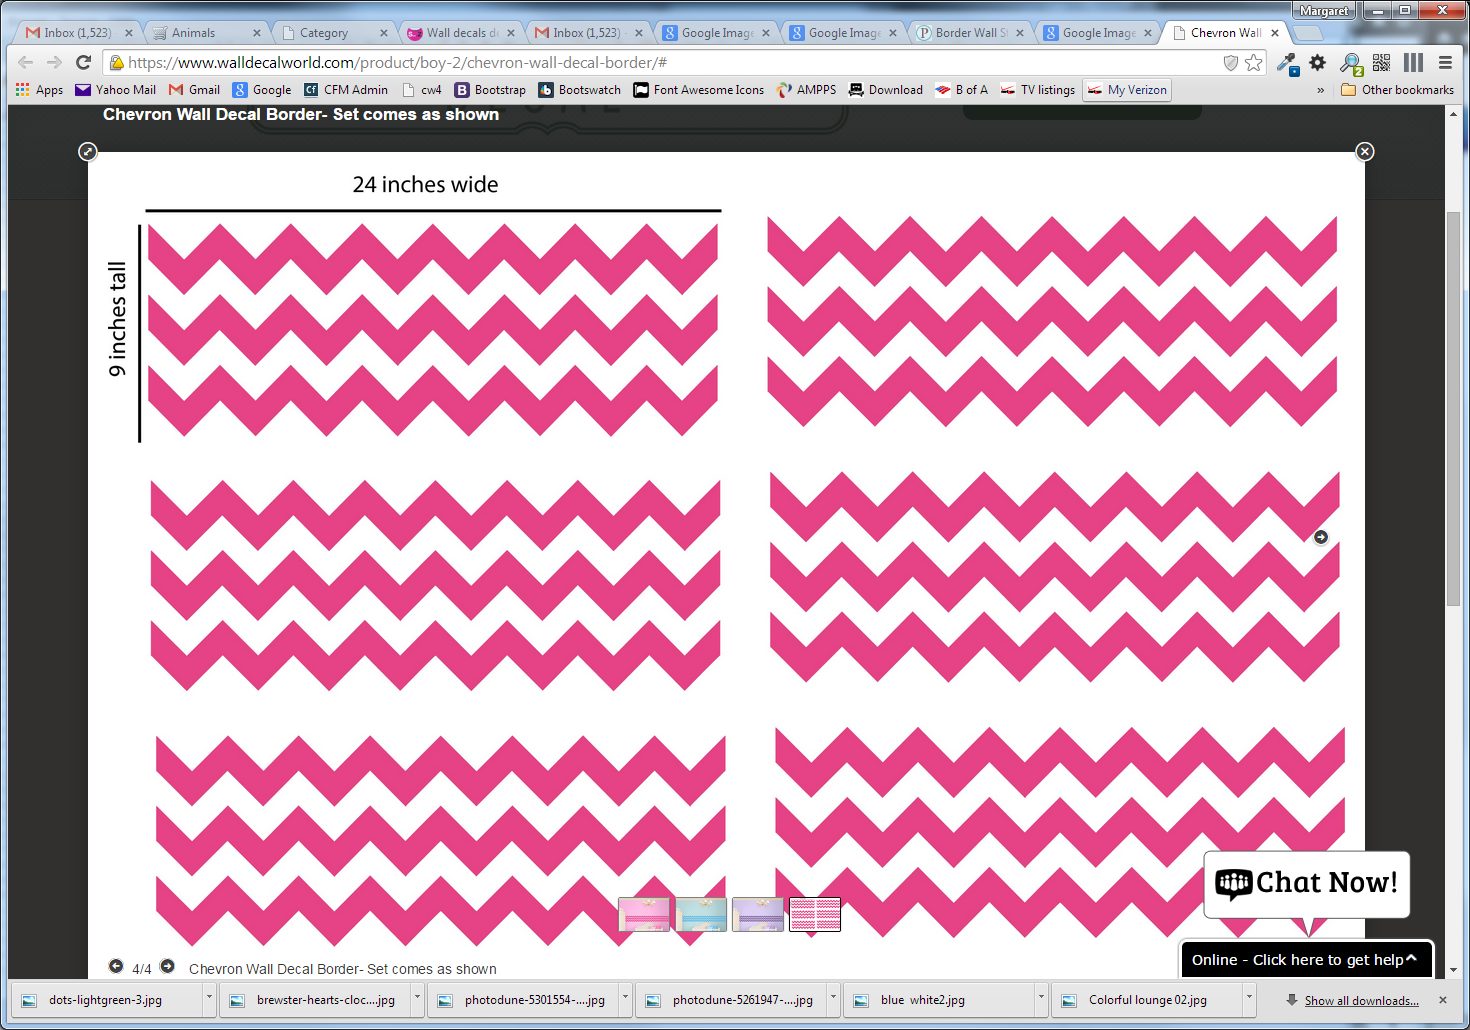 Margaret
Inbox (1,523)
Animals
Category
Wall decals d
Inbox (1,523)
Google Image
Google Image
Border Wall S
Google Image
Chevron Wall
https://www.walldecalworld.com/product/boy-2/chevron-wall-decal-border/#
2
Apps
Yahoo Mail
Gmail
Google
CFM Admin
cw4
Bootstrap
Bootswatch
Font Awesome Icons
AMPPS
Download
B of A
TV listings
My Verizon
»
Other bookmarks
Chevron Wall Decal Border- Set comes as shown
24 inches wide
9 inches tall
Chat Now!
Online - Click here to get help
4/4
Chevron Wall Decal Border- Set comes as shown
dots-lightgreen-3.jpg
brewster-hearts-cloc....jpg
photodune-5301554-....jpg
photodune-5261947-....jpg
blue white2.jpg
Colorful lounge 02.jpg
Show all downloads...